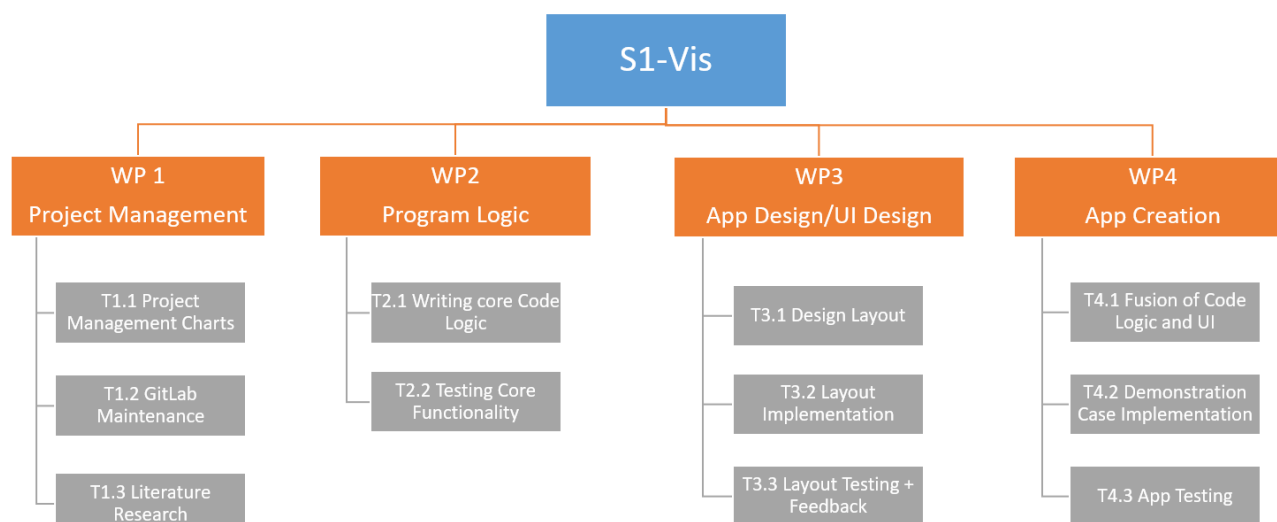 S1-Vis
WP 1
Project Management
T1.1 Project
Management Charts
T1.2 GitLab
Maintenance
T1.3 Literature
Research
WP2
Program Logic
T2.1 Writing core Code
Logic
T2.2 Testing Core
Functionality
WP3
App Design/UI Design
T3.1 Design Layout
T3.2 Layout
Implementation
T3.3 Layout Testing +
Feedback
WP4
App Creation
T4.1 Fusion of Code
Logic and UI
T4.2 Demonstration
Case Implementation
T4.3 App Testing